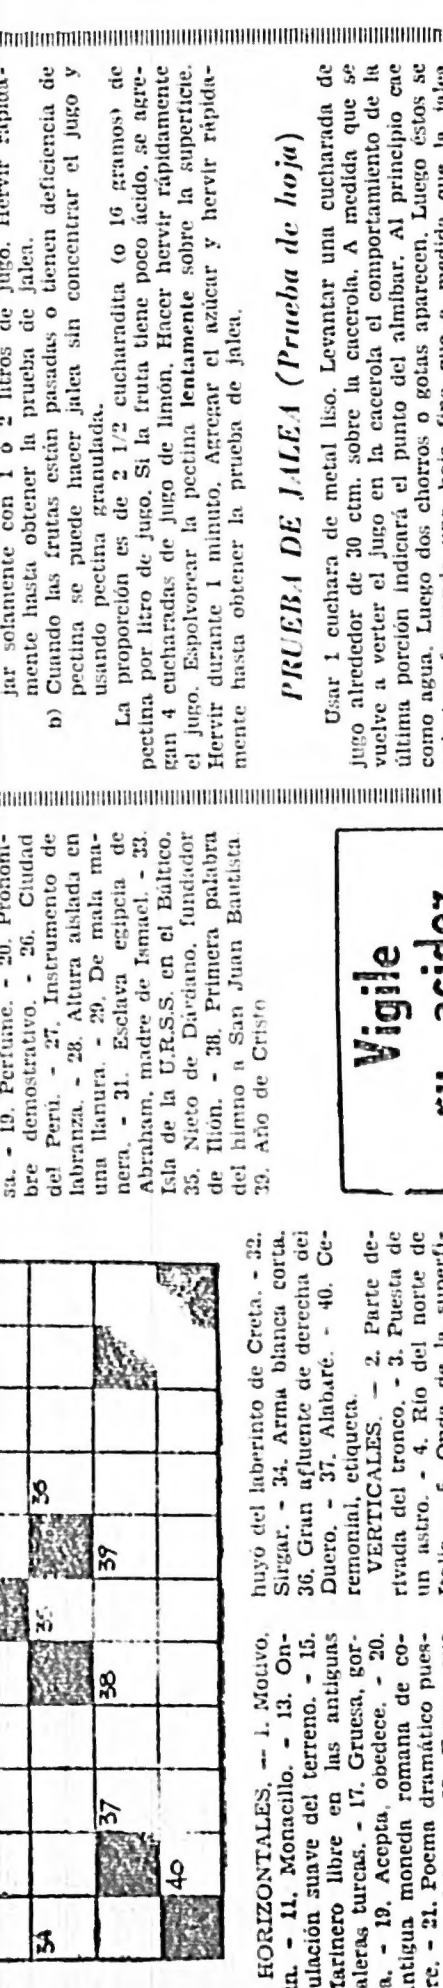 34
36
37
38
39
40
HORIZONTALES. — 1. Motivo,
- 11. Monacillo. - 13. On-
ulación suave del terreno. - 15.
arinero libre en las antiguas
aleras turcas. - 17. Gruesa, gor-
a. - 19. Acepta, obedece. - 20.
ntigua moneda romana de co-
re. - 21. Poema dramático pues-
huyó del laberinto de Creta. - 32.
Sirgar. - 34. Arma blanca corta.
36. Gran afluente de derecha del
Duero. - 37. Alabaré. - 40. Ce-
remonial, etiqueta.
VERTICALES. — 2. Parte de-
rivada del tronco. - 3. Puesta de
un astro. - 4. Río del norte de
Italia. - 5. Onda de la superfi-
sa. - 19. Perfume. - 20. Pronom-
bre demostrativo. - 26. Ciudad
del Perú. - 27. Instrumento de
labranza. - 28. Altura aislada en
una llanura. - 29. De mala ma-
nera. - 31. Esclava egipcia de
Abraham, madre de Ismael. - 33.
Isla de la U.R.S.S. en el Báltico.
35. Nieto de Dárdano, fundador
de Ilión. - 38. Primera palabra
del himno a San Juan Bautista.
39. Año de Cristo
Vigile
jar solamente con 1 ó 2 litros de jugo. Hervir rápida-
mente hasta obtener la prueba de jalea.
b) Cuando las frutas están pasadas o tienen deficiencia de
pectina se puede hacer jalea sin concentrar el jugo y
usando pectina granulada.
La proporción es de 2 1/2 cucharadita (o 16 gramos) de
pectina por litro de jugo. Si la fruta tiene poco ácido, se agre-
gan 4 cucharadas de jugo de limón. Hacer hervir rápidamente
el jugo. Espolvorear la pectina lentamente sobre la superficie.
Hervir durante 1 minuto. Agregar el azúcar y hervir rápida-
mente hasta obtener la prueba de jalea.
PRUEBA DE JALEA (Prueba de hoja)
Usar 1 cuchara de metal liso. Levantar una cucharada de
jugo alrededor de 30 ctm. sobre la cacerola. A medida que se
vuelve a verter el jugo en la cacerola el comportamiento de la
última porción indicará el punto del almíbar. Al principio cae
como agua. Luego dos chorros o gotas aparecen. Luego éstos se